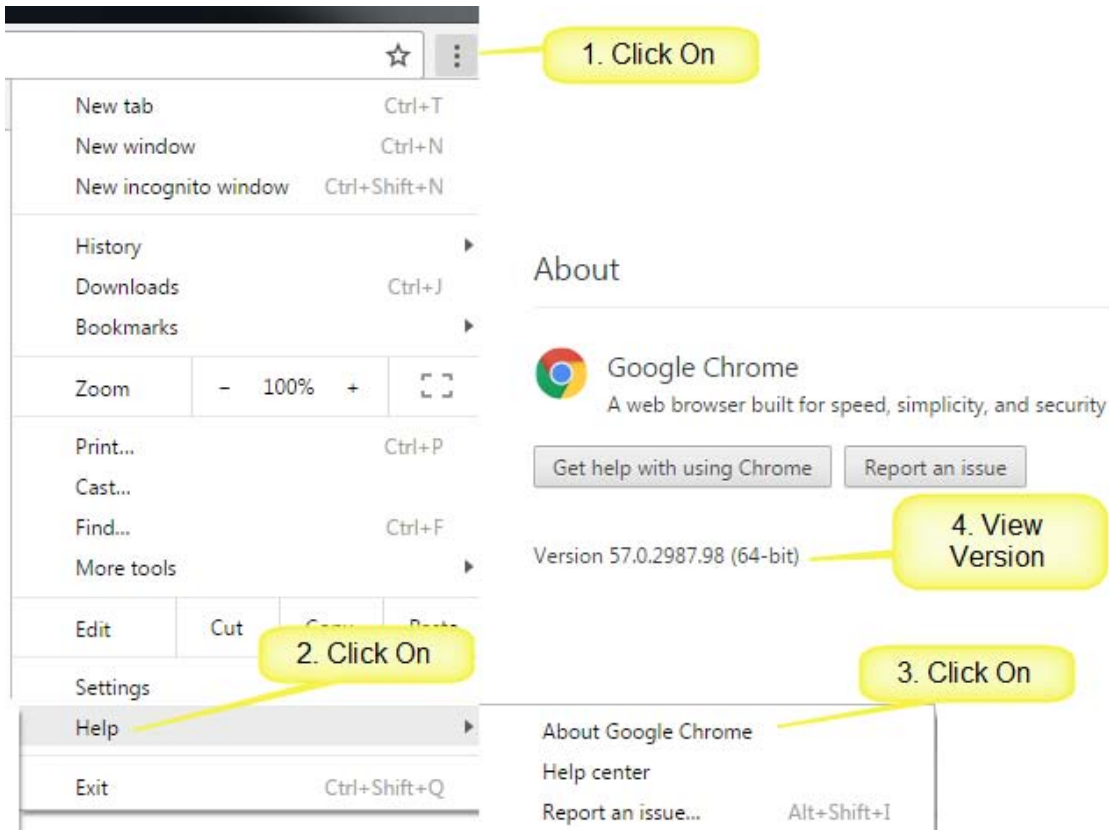 1. Click On
New tab Ctrl+T
New window Ctrl+N
New incognito window Ctrl+Shift+N
History
Downloads Ctrl+J
Bookmarks
Zoom - 100% +
Print... Ctrl+P
Cast...
Find... Ctrl+F
More tools
Edit Cut Copy Paste
2. Click On
Settings
Help
Exit Ctrl+Shift+Q
About
Google Chrome
A web browser built for speed, simplicity, and security
Get help with using Chrome Report an issue
4. View
Version
Version 57.0.2987.98 (64-bit)
3. Click On
About Google Chrome
Help center
Report an issue... Alt+Shift+I